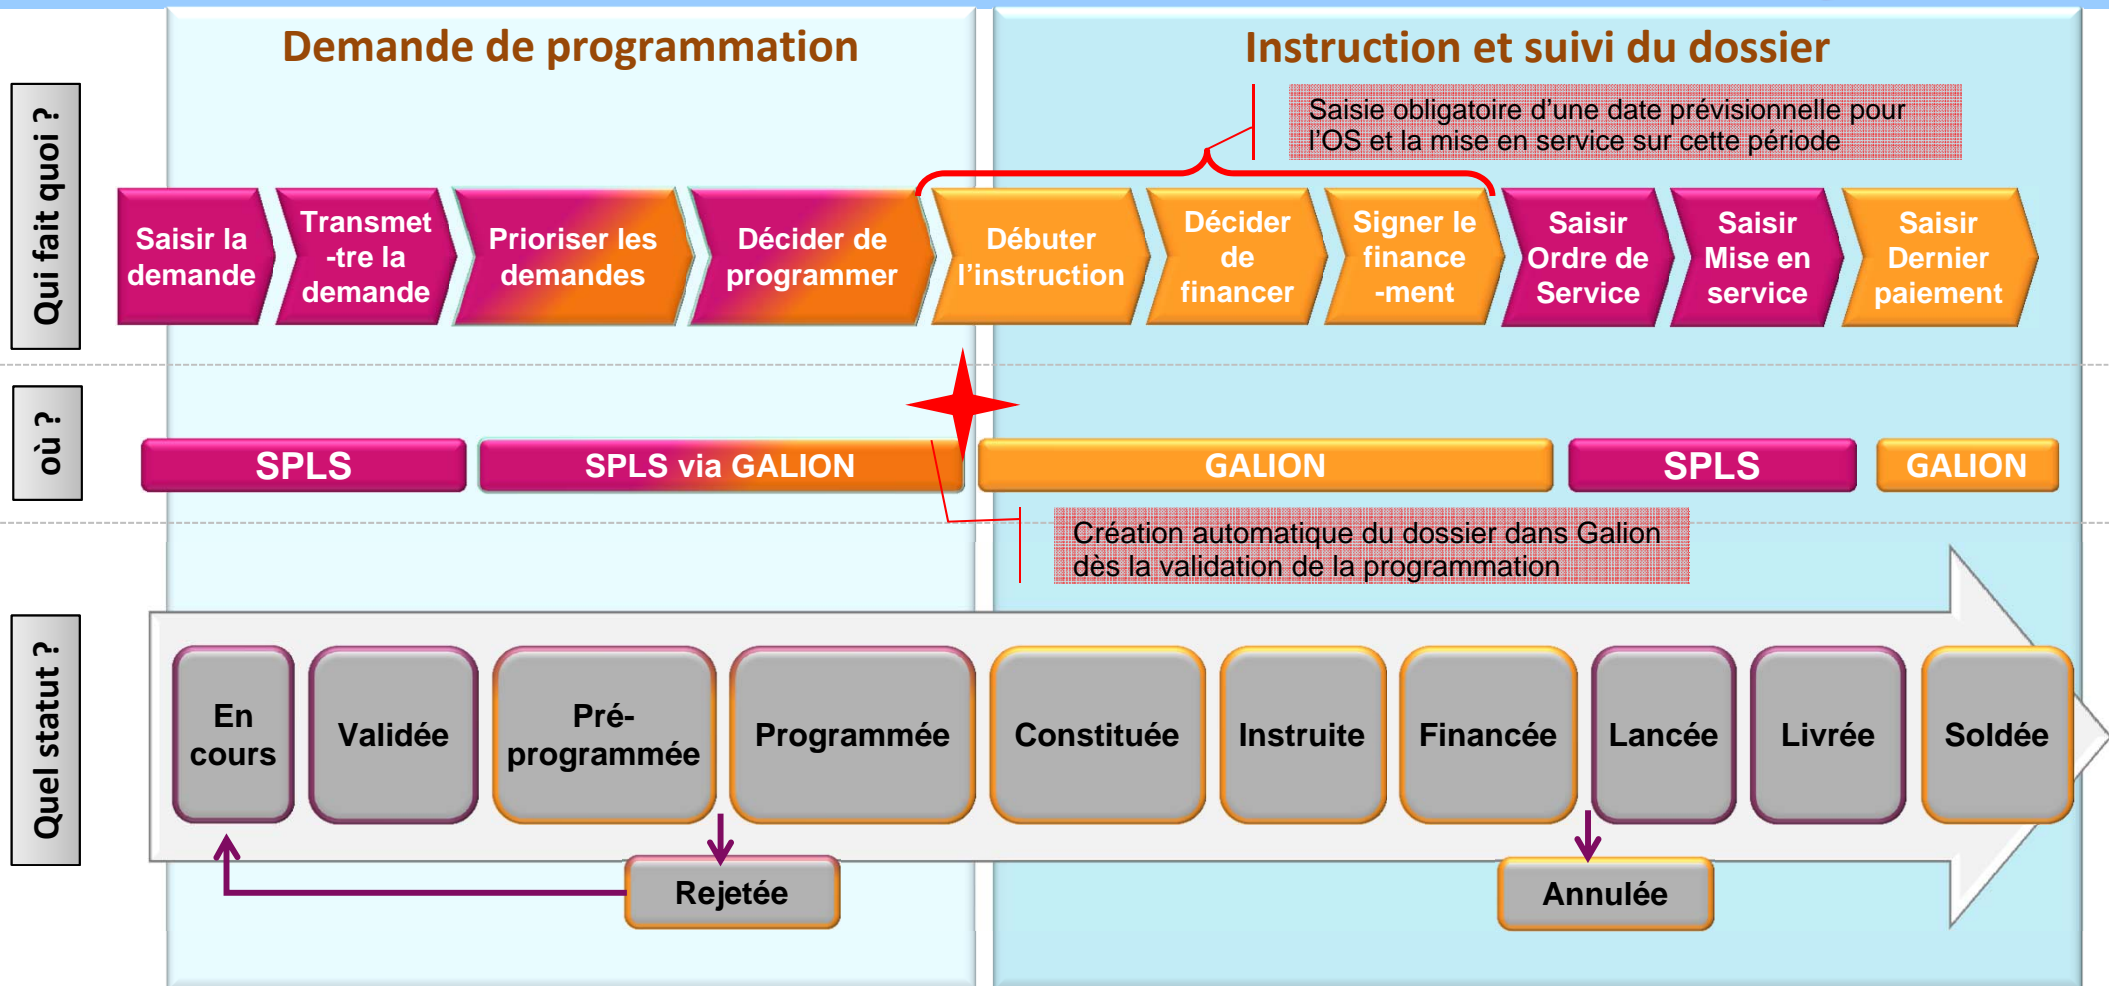 Demande de programmation
Instruction et suivi du dossier
Qui fait quoi ?
Saisie obligatoire d’une date prévisionnelle pour
l’OS et la mise en service sur cette période
Saisir la
demande
Transmet
-tre la
demande
Prioriser les
demandes
Décider de
programmer
Débuter
l’instruction
Décider
de
financer
Signer le
finance
-ment
Saisir
Ordre de
Service
Saisir
Mise en
service
Saisir
Dernier
paiement
où ?
SPLS
SPLS via GALION
GALION
SPLS
GALION
Création automatique du dossier dans Galion
dès la validation de la programmation
Quel statut ?
En
cours
Validée
Pré-
programmée
Programmée
Constituée
Instruite
Financée
Lancée
Livrée
Soldée
Rejetée
Annulée